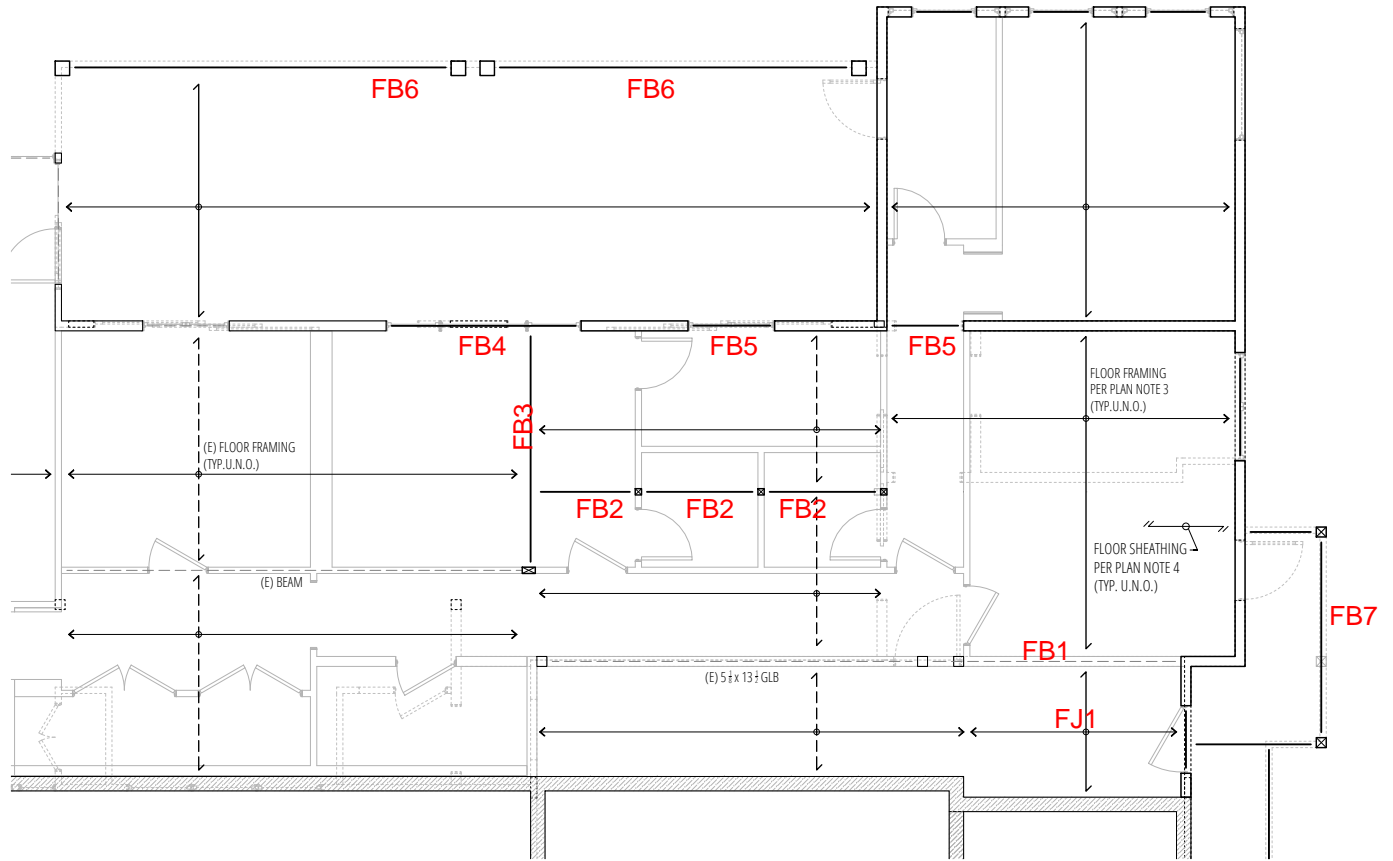 FB6
FB6
FB4
FB5
FB5
FLOOR FRAMING
PER PLAN NOTE 3
(TYP.U.N.O.)
FB3
(E) FLOOR FRAMING
(TYP.U.N.O.)
FB2
FB2
FB2
FLOOR SHEATHING
PER PLAN NOTE 4
(TYP. U.N.O.)
(E) BEAM
FB7
FB1
(E) 5 1/8 x 13 1/2 GLB
FJ1